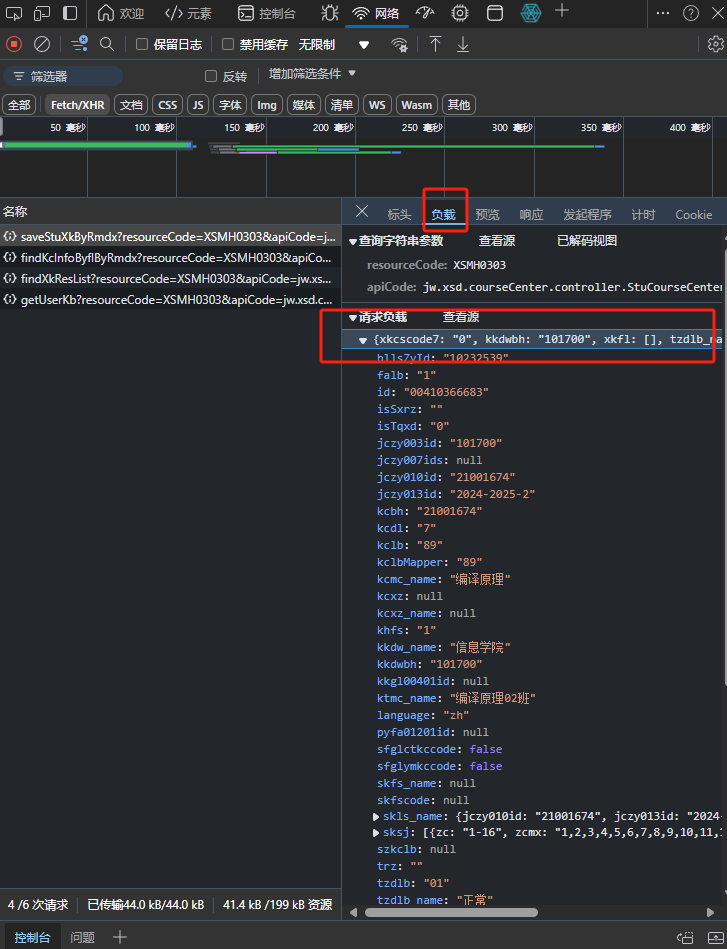 欢迎 元素 控制台 网络
保留日志 禁用缓存 无限制
筛选器 反转 增加筛选条件
全部 Fetch/XHR 文档 CSS JS 字体 Img 媒体 清单 WS Wasm 其他
50 毫秒 100 毫秒 150 毫秒 200 毫秒 250 毫秒 300 毫秒 350 毫秒 400 毫秒
名称
saveStuXkByRmdx?resourceCode=XSMH0303&apiCode=j...
findKcInfoByflByRmdx?resourceCode=XSMH0303&apiCo...
findXkResList?resourceCode=XSMH0303&apiCode=jw.xs...
getUserKb?resourceCode=XSMH0303&apiCode=jw.xsd.c...
标头 负载 预览 响应 发起程序 计时 Cookie
查询字符串参数 查看源 已解码视图
resourceCode: XSMH0303
apiCode: jw.xsd.courseCenter.controller.StuCourseCenter
请求负载 查看源
{xkcscode7: "0", kkdwbh: "101700", xkfl: [], tzdlb_na
bllsZyId: "10232539"
falb: "1"
id: "00410366683"
isSxrz: ""
isTqxd: "0"
jczy003id: "101700"
jczy007ids: null
jczy010id: "21001674"
jczy013id: "2024-2025-2"
kcbh: "21001674"
kcdl: "7"
kclb: "89"
kclbMapper: "89"
kcmc_name: "编译原理"
kcxz: null
kcxz_name: null
khfs: "1"
kkdw_name: "信息学院"
kkdwbh: "101700"
kkgl00401id: null
ktmc_name: "编译原理02班"
language: "zh"
pyfa01201id: null
sfglctkccode: false
sfglymkccode: false
skfs_name: null
skfscode: null
skls_name: {jczy010id: "21001674", jczy013id: "2024-
sksj: [{zc: "1-16", zcmx: "1,2,3,4,5,6,7,8,9,10,11,1
szkclb: null
trz: ""
tzdlb: "01"
tzdlb_name: "正常"
4 /6 次请求 已传输44.0 kB/44.0 kB 41.4 kB /199 kB 资源
控制台 问题